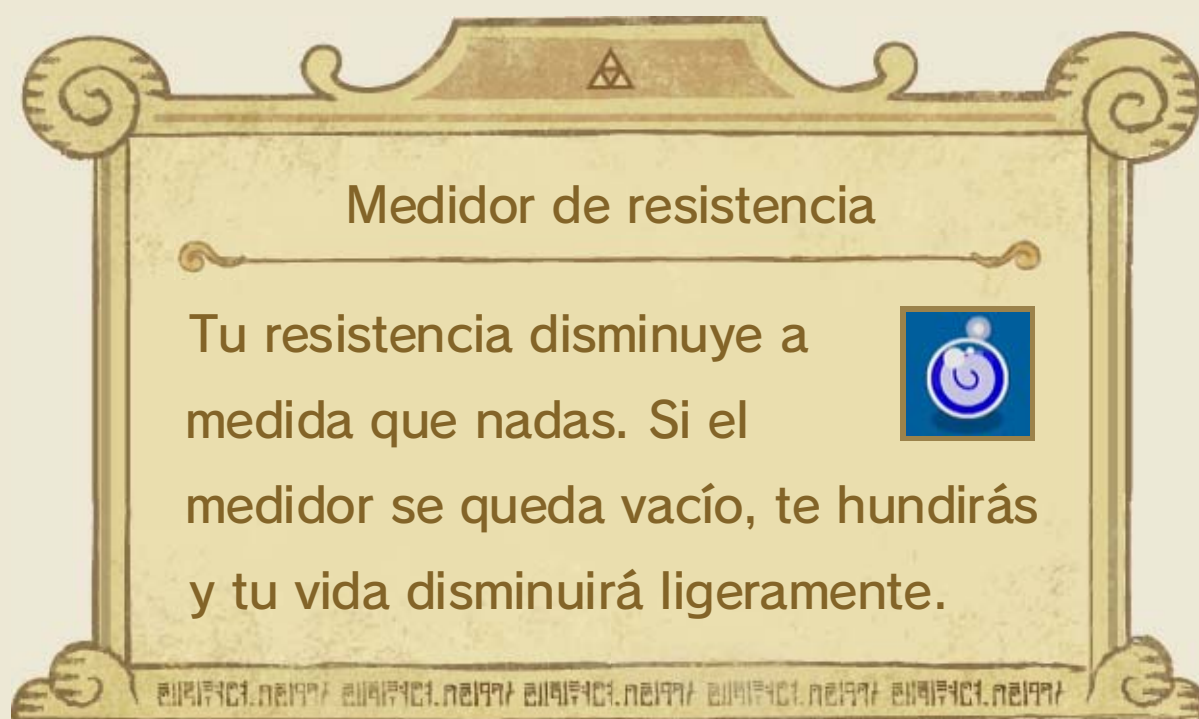 Medidor de resistencia
Tu resistencia disminuye a
medida que nadas. Si el
medidor se queda vacío, te hundirás
y tu vida disminuirá ligeramente.